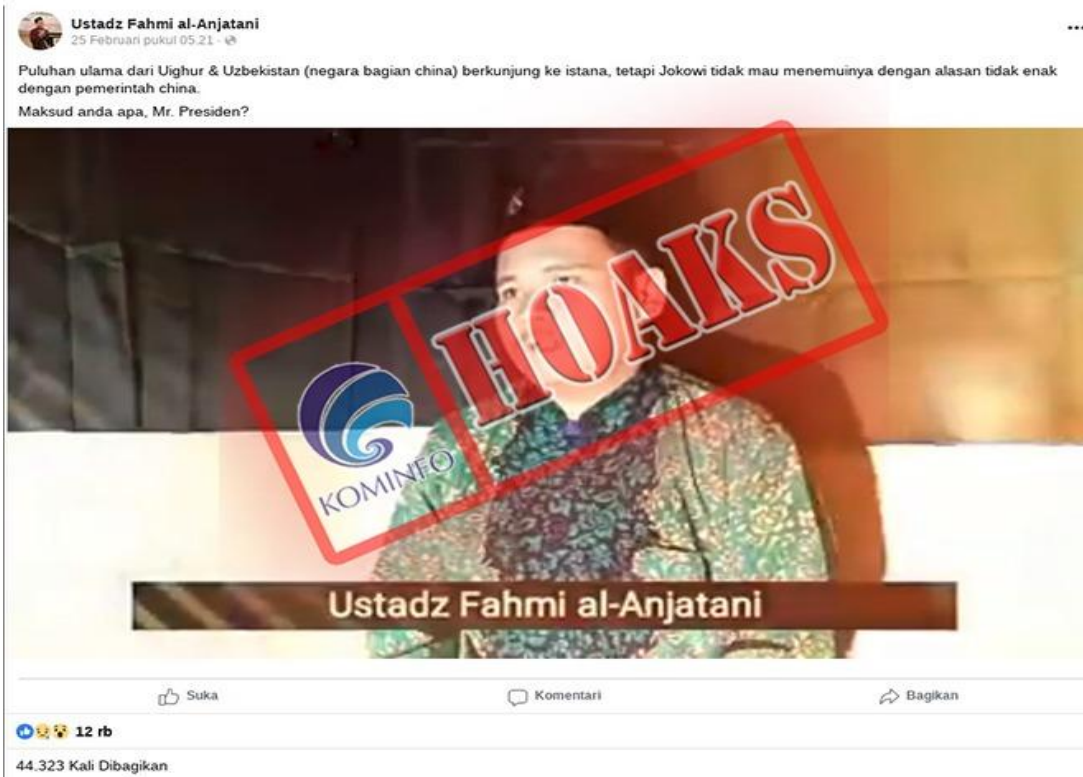 Ustadz Fahmi al-Anjatani
25 Februari pukul 05.21 ·
Puluhan ulama dari Uighur & Uzbekistan (negara bagian china) berkunjung ke istana, tetapi Jokowi tidak mau menemuinya dengan alasan tidak enak
dengan pemerintah china.
Maksud anda apa, Mr. Presiden?
HOAKS
KOMINFO
Ustadz Fahmi al-Anjatani
Suka
Komentari
Bagikan
12 rb
44.323 Kali Dibagikan